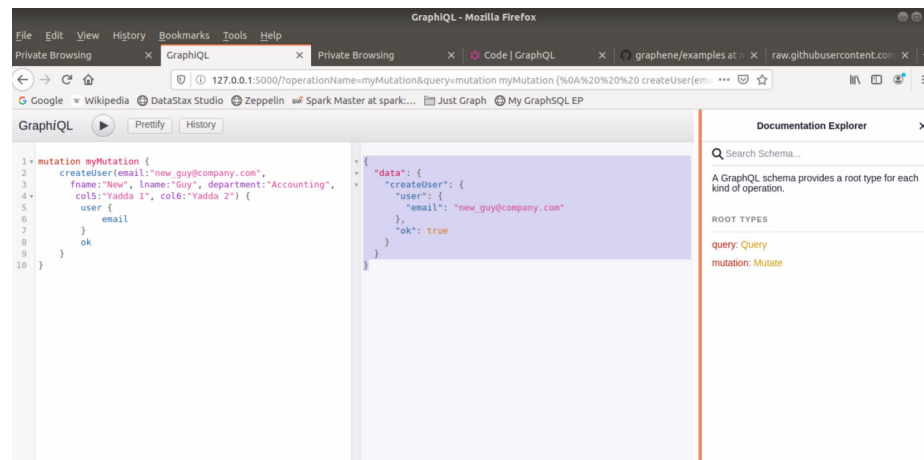 GraphiQL - Mozilla Firefox
File Edit View History Bookmarks Tools Help
Private Browsing × GraphiQL × Private Browsing × Code | GraphQL × graphene/examples at × raw.githubusercontent.com ×
127.0.0.1:5000/?operationName=myMutation&query=mutation myMutation {%0A%20%20%20 createUser(em
Google Wikipedia DataStax Studio Zeppelin Spark Master at spark:... Just Graph My GraphSQL EP
GraphiQL Prettify History
Documentation Explorer ×
Search Schema...
A GraphQL schema provides a root type for each
kind of operation.
ROOT TYPES
query: Query
mutation: Mutate
1 mutation myMutation {
2 createUser(email:"new_guy@company.com",
3 fname:"New", lname:"Guy", department:"Accounting",
4 col5:"Yadda 1", col6:"Yadda 2") {
5 user {
6 email
7 }
8 ok
9 }
10 }
{
"data": {
"createUser": {
"user": {
"email": "new_guy@company.com"
},
"ok": true
}
}
}